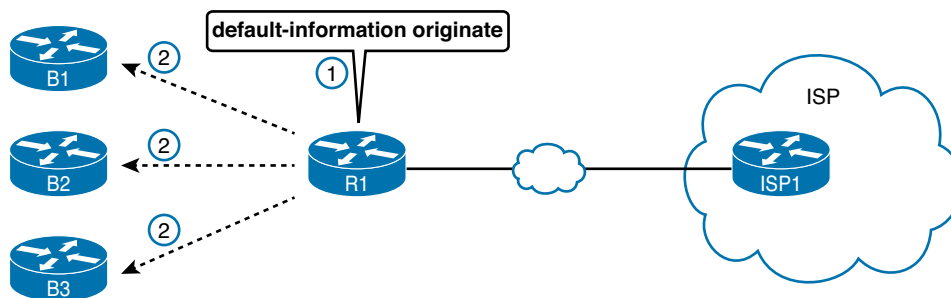 default-information originate
1
2
B1
2
B2
2
B3
R1
ISP
ISP1